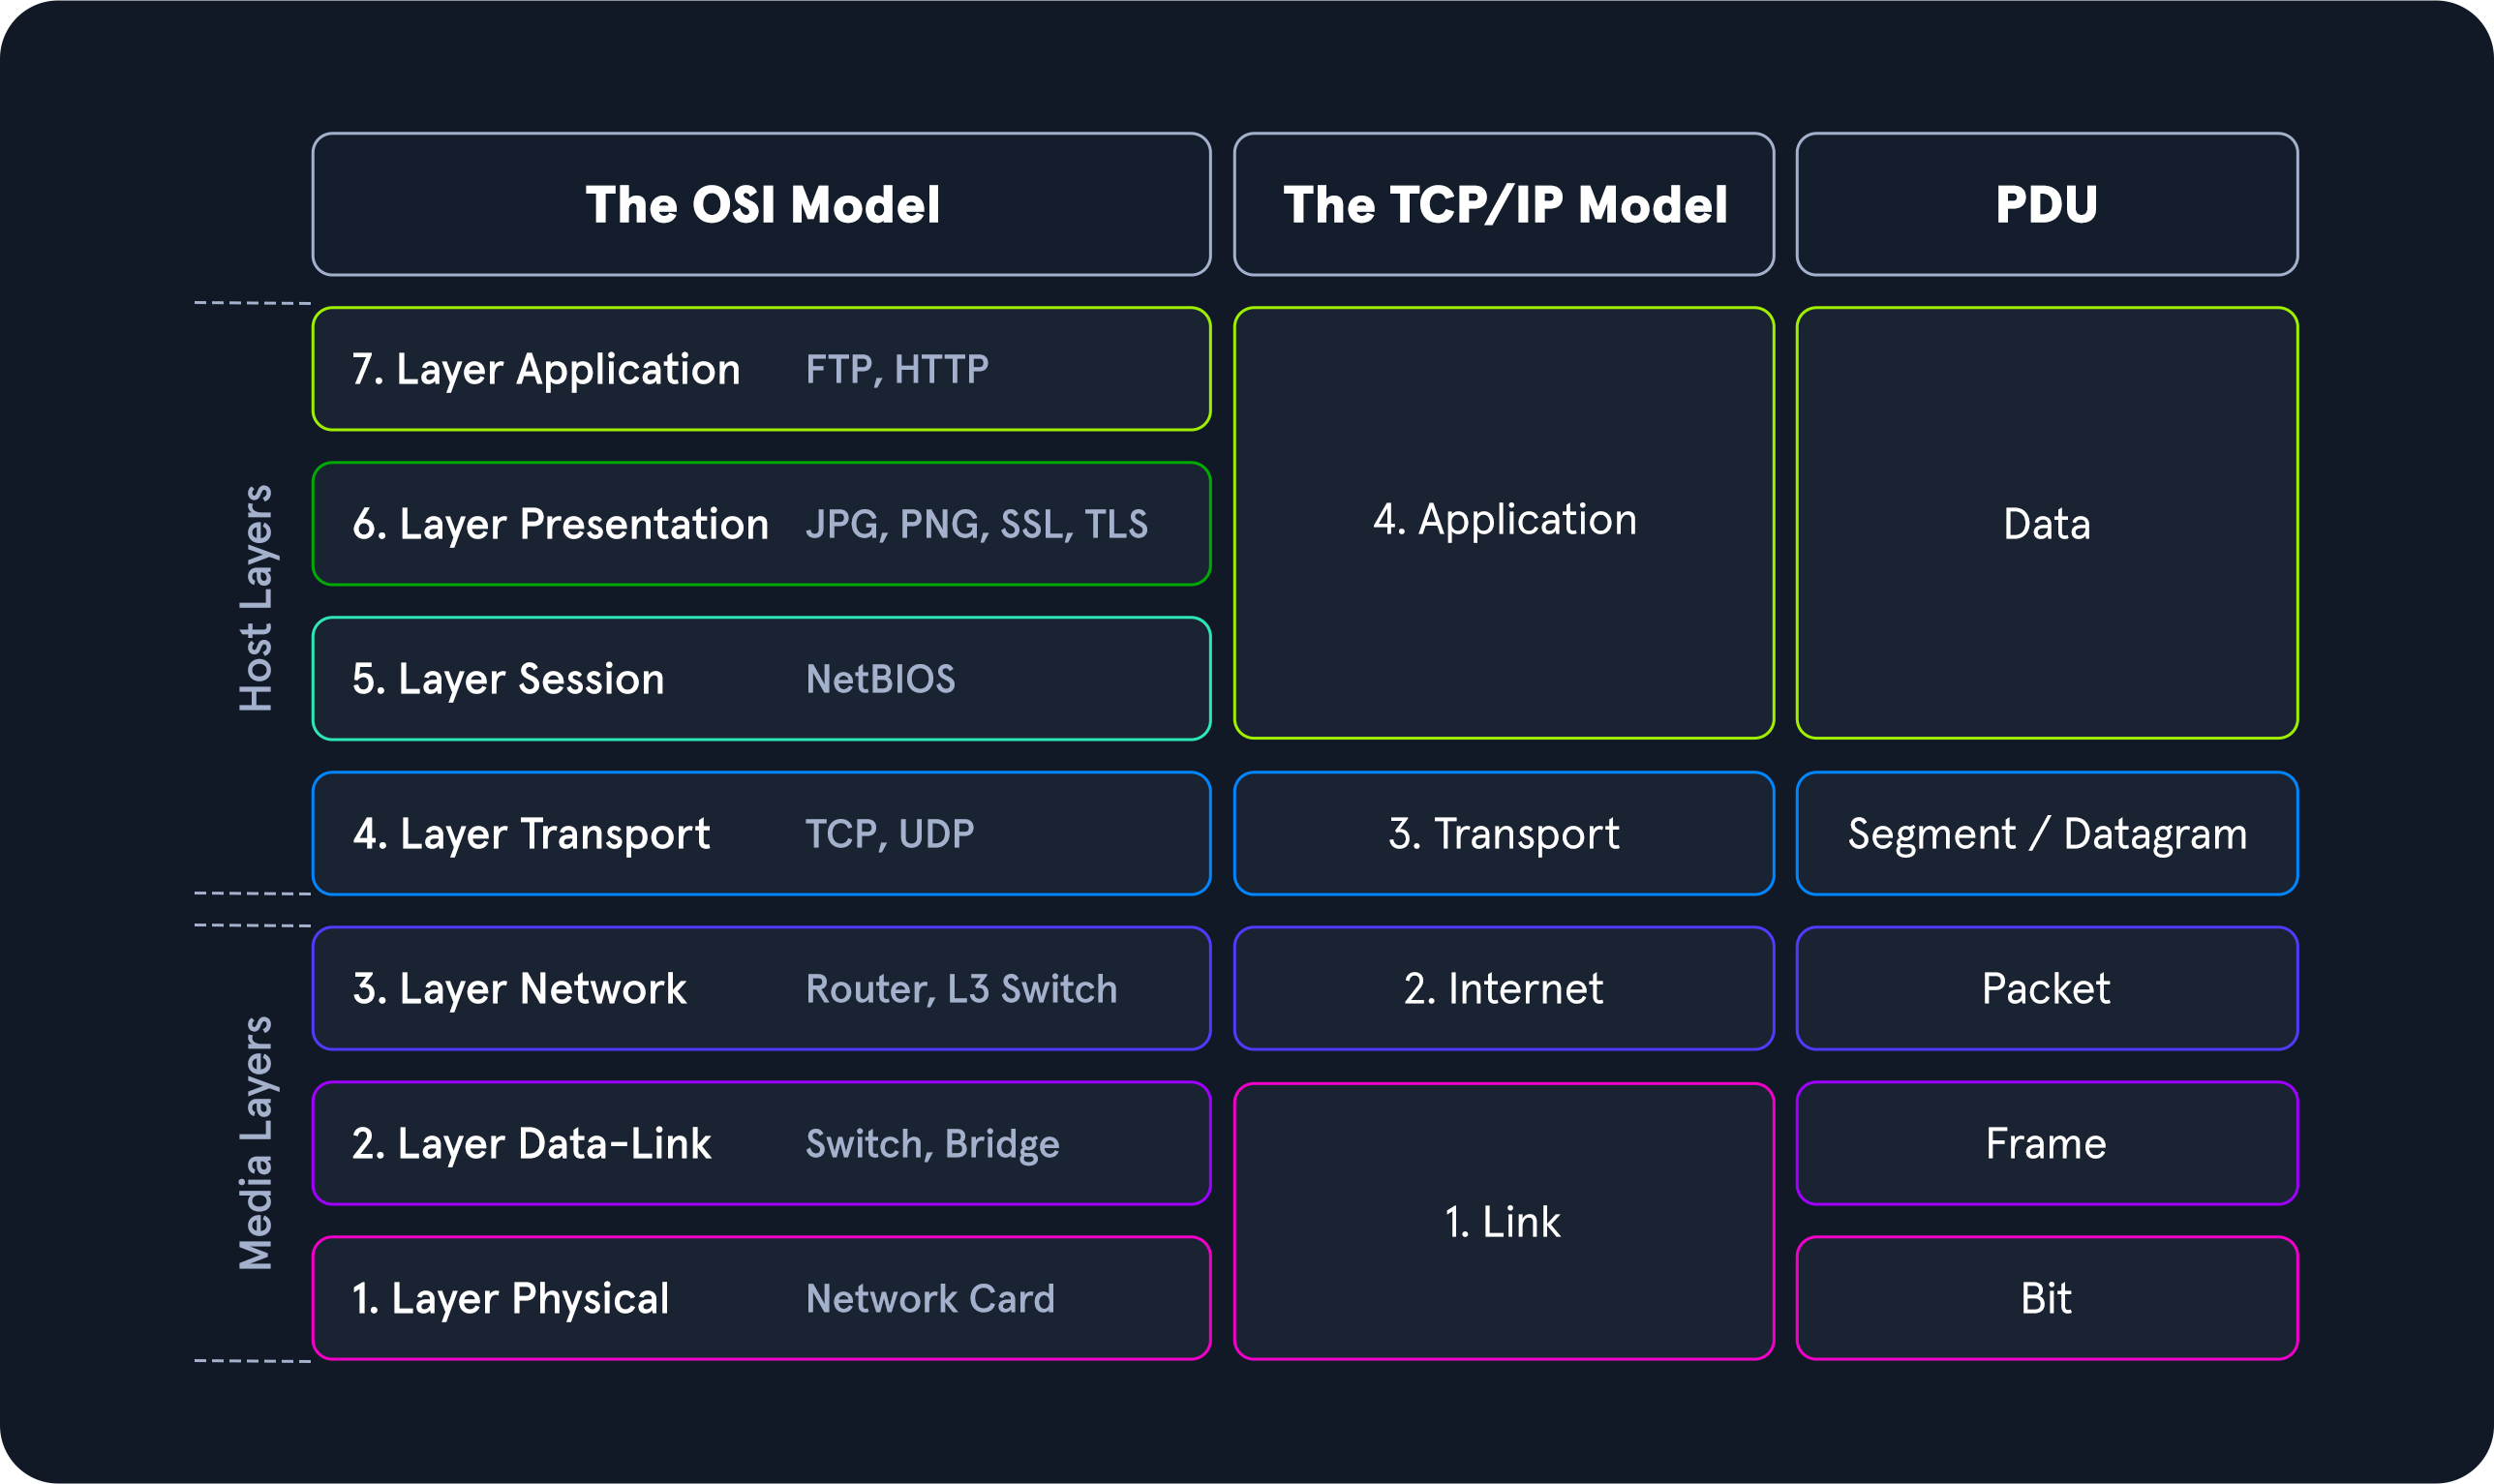 The OSI Model
The TCP/IP Model
PDU
Host Layers
7. Layer Application
FTP, HTTP
6. Layer Presentation
JPG, PNG, SSL, TLS
5. Layer Session
NetBIOS
4. Application
Data
4. Layer Transport
TCP, UDP
3. Transport
Segment / Datagram
Media Layers
3. Layer Network
Router, L3 Switch
2. Internet
Packet
2. Layer Data-Link
Switch, Bridge
Frame
1. Link
1. Layer Physical
Network Card
Bit